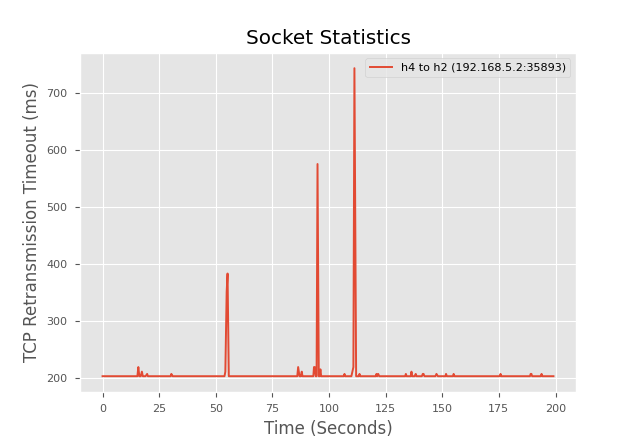 Socket Statistics
h4 to h2 (192.168.5.2:35893)
TCP Retransmission Timeout (ms)
700
600
500
400
300
200
0 25 50 75 100 125 150 175 200
Time (Seconds)